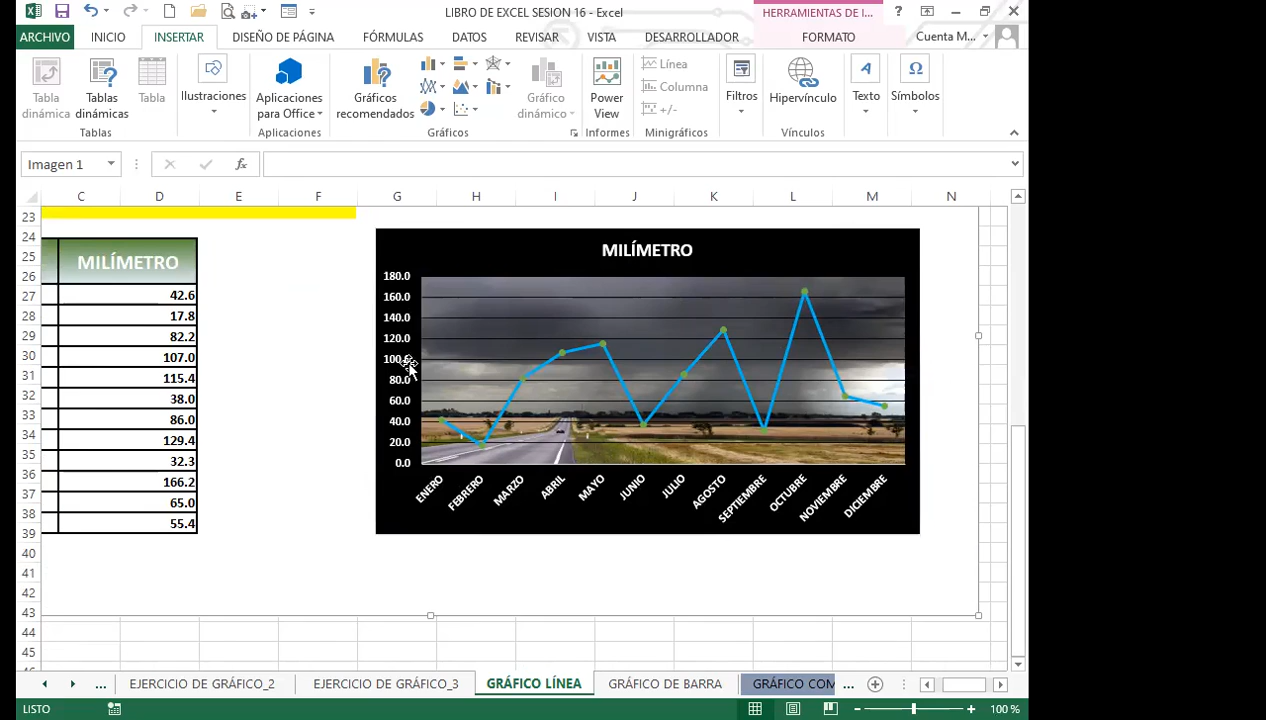 LIBRO DE EXCEL SESION 16 - Excel
HERRAMIENTAS DE I...
?
ARCHIVO
INICIO
INSERTAR
DISEÑO DE PÁGINA
FÓRMULAS
DATOS
REVISAR
VISTA
DESARROLLADOR
FORMATO
Cuenta M...
Tabla dinámica
Tablas dinámicas
Tabla
Ilustraciones
Aplicaciones para Office
Gráficos recomendados
Gráfico dinámico
Power View
Línea
Columna
+/-
Filtros
Hipervínculo
Texto
Símbolos
Tablas
Aplicaciones
Gráficos
Informes
Minigráficos
Vínculos
Imagen 1
fx
C D E F G H I J K L M N
23
24
25 MILÍMETRO
26
27 42.6
28 17.8
29 82.2
30 107.0
31 115.4
32 38.0
33 86.0
34 129.4
35 32.3
36 166.2
37 65.0
38 55.4
39
40
41
42
43
44
45
MILÍMETRO
180.0
160.0
140.0
120.0
100.0
80.0
60.0
40.0
20.0
0.0
ENERO FEBRERO MARZO ABRIL MAYO JUNIO JULIO AGOSTO SEPTIEMBRE OCTUBRE NOVIEMBRE DICIEMBRE
... EJERCICIO DE GRÁFICO_2 EJERCICIO DE GRÁFICO_3 GRÁFICO LÍNEA GRÁFICO DE BARRA GRÁFICO COM ...
LISTO
100 %